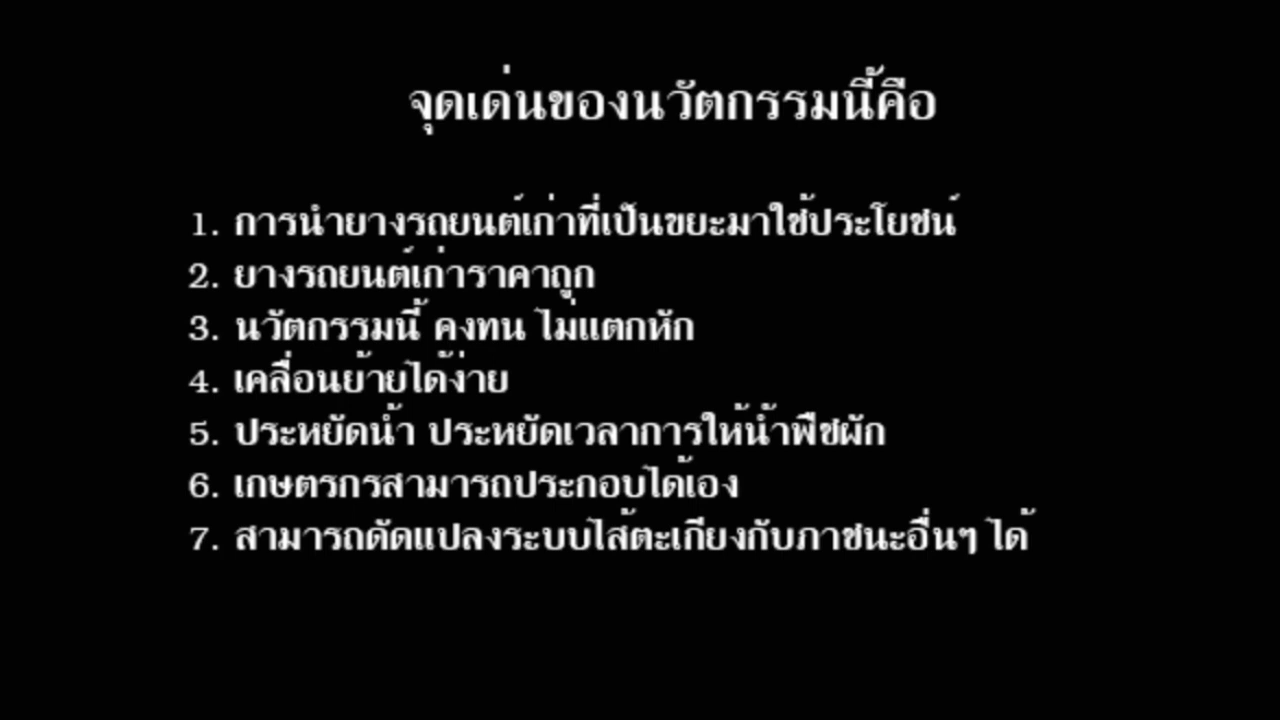 จุดเด่นของนวัตกรรมนี้คือ
1. การนำยางรถยนต์เก่าที่เป็นขยะมาใช้ประโยชน์
2. ยางรถยนต์เก่าราคาถูก
3. นวัตกรรมนี้ คงทน ไม่แตกหัก
4. เคลื่อนย้ายได้ง่าย
5. ประหยัดน้ำ ประหยัดเวลาการให้น้ำพืชผัก
6. เกษตรกรสามารถประกอบได้เอง
7. สามารถดัดแปลงระบบไส้ตะเกียงกับภาชนะอื่นๆ ได้